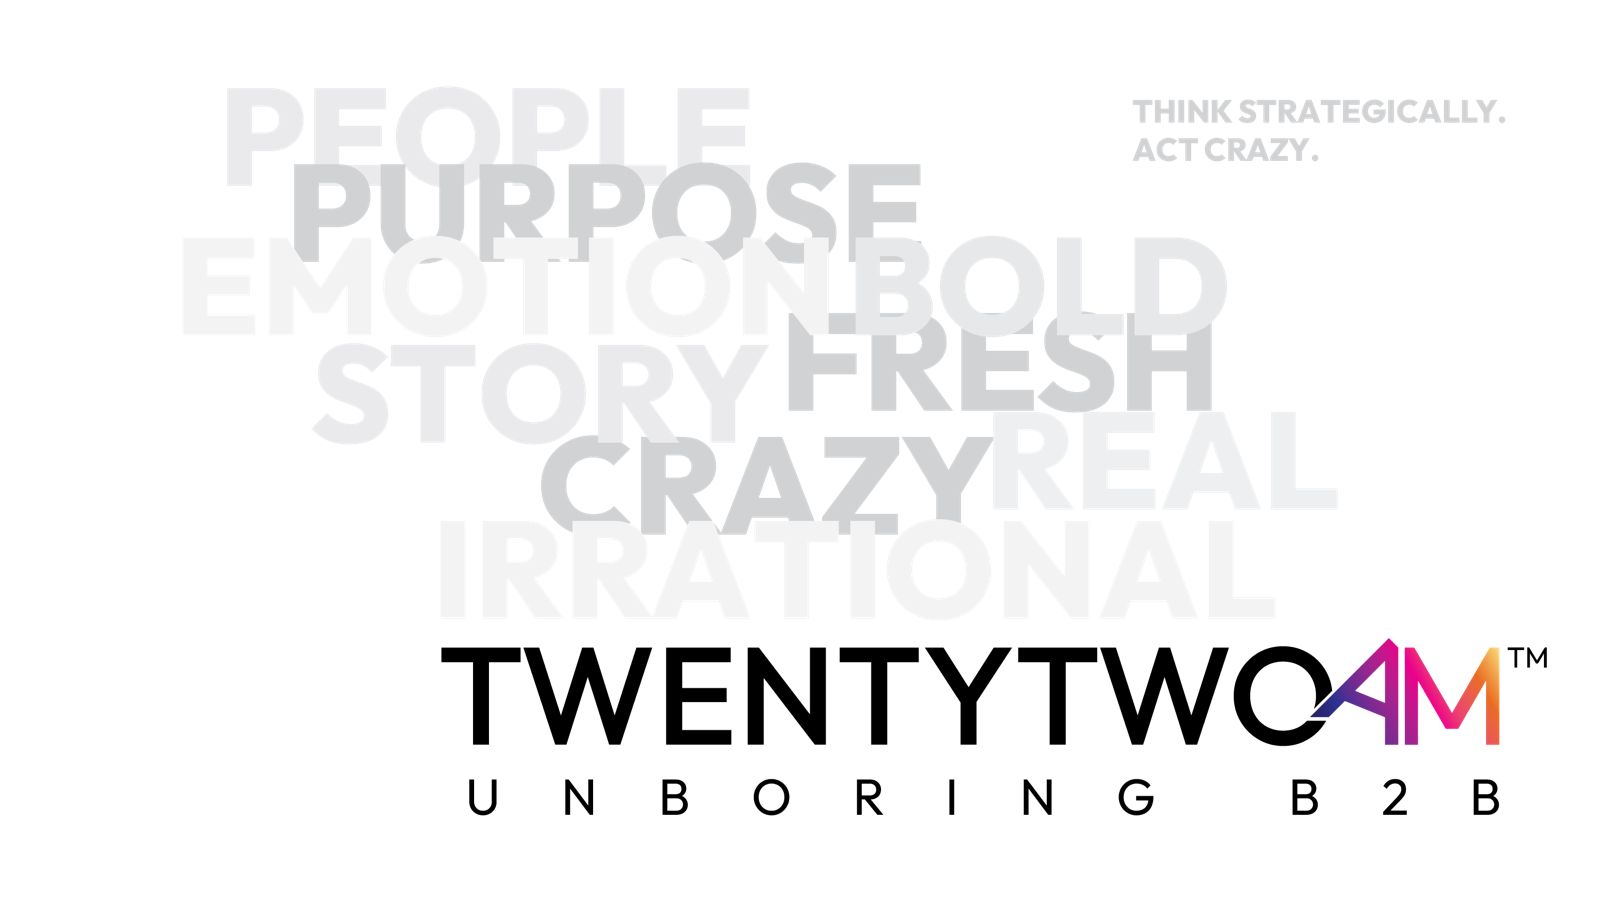 PEOPLE
THINK STRATEGICALLY.
ACT CRAZY.
PURPOSE
EMOTION BOLD
FRESH
STORY
REAL
CRAZY
IRRATIONAL
TWENTYTWOAM™
UNBORING B2B